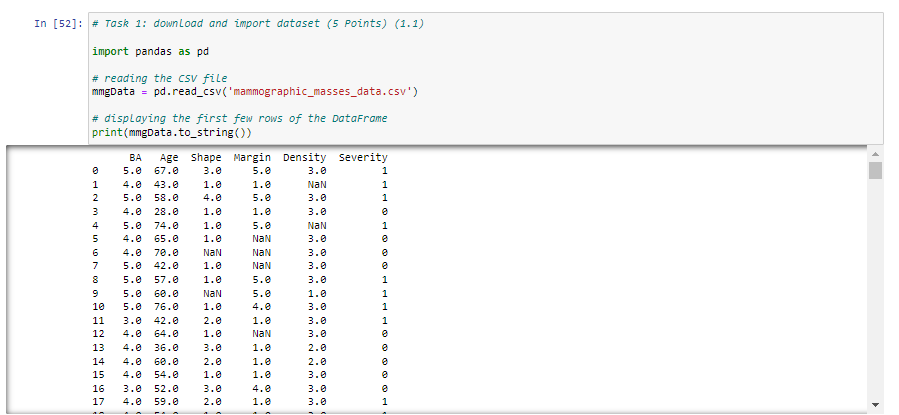 In [52]: # Task 1: download and import dataset (5 Points) (1.1)
import pandas as pd
# reading the CSV file
mmgData = pd.read_csv('mammographic_masses_data.csv')
# displaying the first few rows of the DataFrame
print(mmgData.to_string())
BA Age Shape Margin Density Severity
0 5.0 67.0 3.0 5.0 3.0 1
1 4.0 43.0 1.0 1.0 NaN 1
2 5.0 58.0 4.0 5.0 3.0 1
3 4.0 28.0 1.0 1.0 3.0 0
4 5.0 74.0 1.0 5.0 NaN 1
5 4.0 65.0 1.0 NaN 3.0 0
6 4.0 70.0 NaN NaN 3.0 0
7 5.0 42.0 1.0 NaN 3.0 0
8 5.0 57.0 1.0 5.0 3.0 1
9 5.0 60.0 NaN 5.0 1.0 1
10 5.0 76.0 1.0 4.0 3.0 1
11 3.0 42.0 2.0 1.0 3.0 1
12 4.0 64.0 1.0 NaN 3.0 0
13 4.0 36.0 3.0 1.0 2.0 0
14 4.0 60.0 2.0 1.0 2.0 0
15 4.0 54.0 1.0 1.0 3.0 0
16 3.0 52.0 3.0 4.0 3.0 0
17 4.0 59.0 2.0 1.0 3.0 1